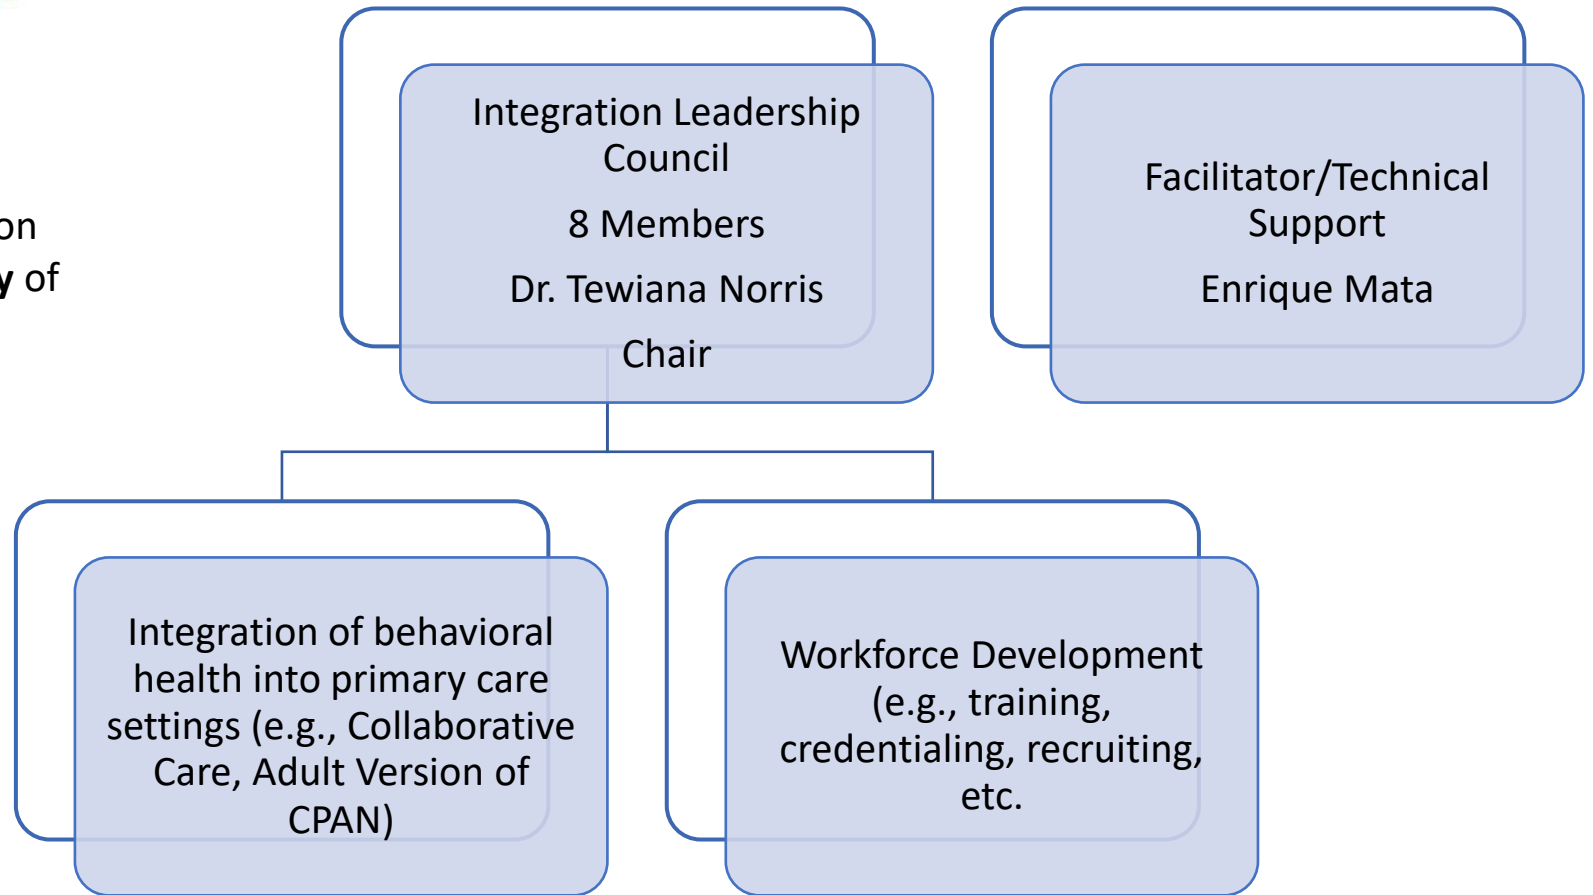 on
y of
Integration Leadership
Council
8 Members
Dr. Tewiana Norris
Chair
Facilitator/Technical
Support
Enrique Mata
Integration of behavioral
health into primary care
settings (e.g., Collaborative
Care, Adult Version of
CPAN)
Workforce Development
(e.g., training,
credentialing, recruiting,
etc.